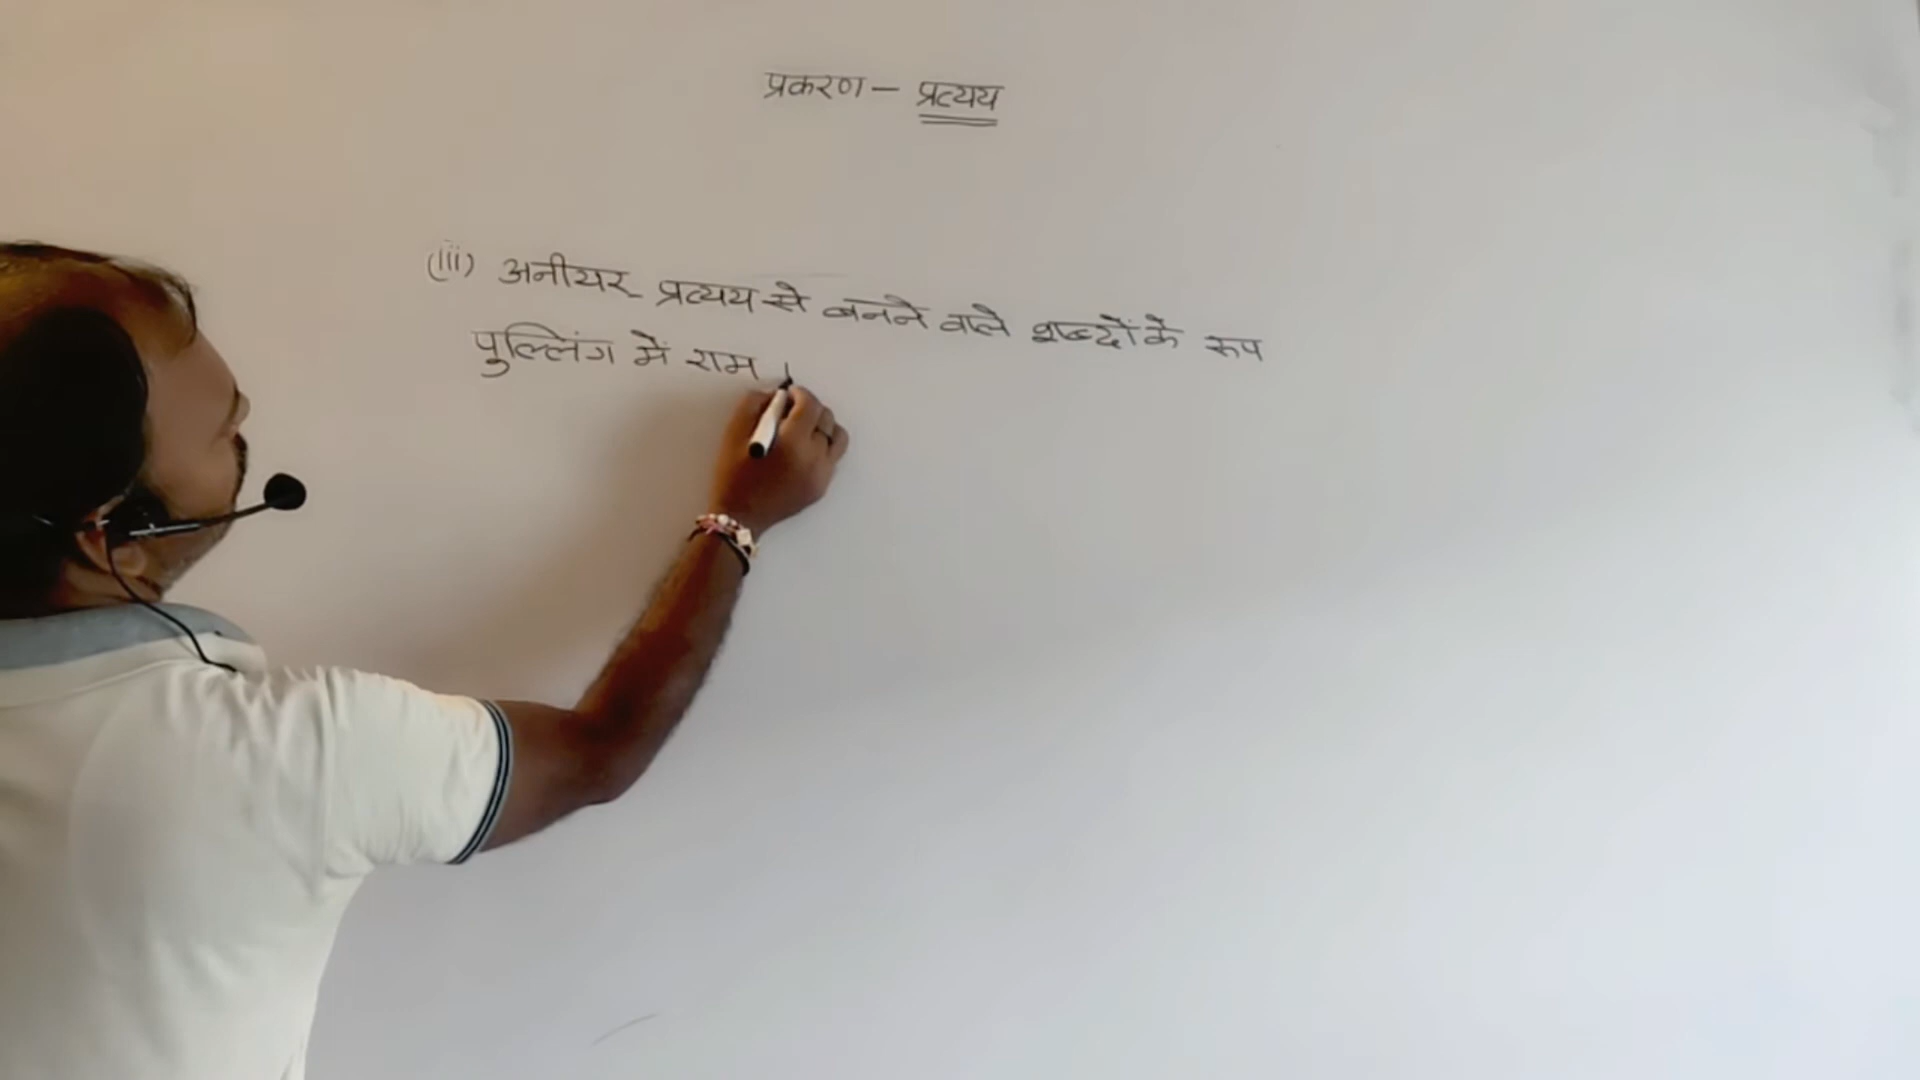 प्रकरण — प्रत्यय
(iii) अनीयर् प्रत्यय से बनने वाले शब्दों के रूप
पुल्लिंग में राम